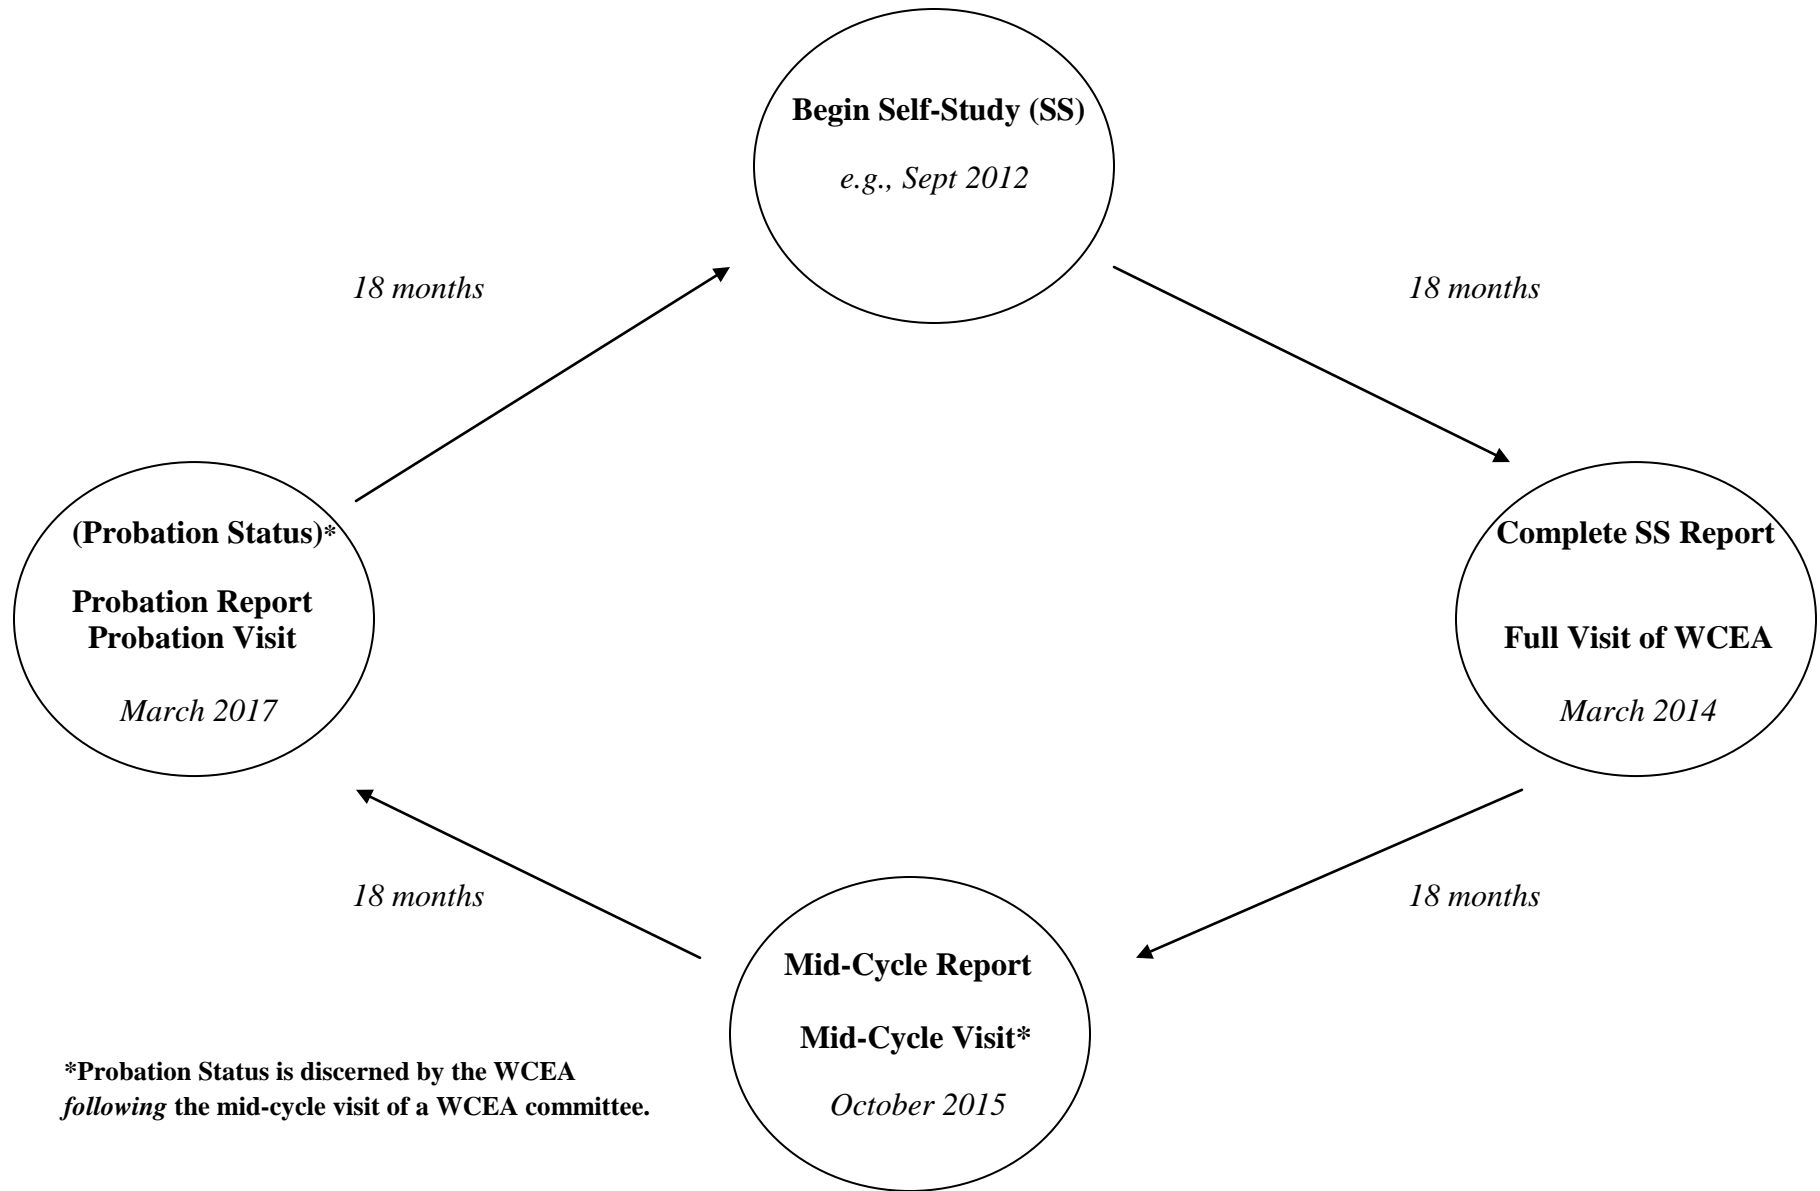 Begin Self-Study (SS)
e.g., Sept 2012
18 months
18 months
(Probation Status)*
Probation Report
Probation Visit
March 2017
Complete SS Report
Full Visit of WCEA
March 2014
18 months
18 months
Mid-Cycle Report
Mid-Cycle Visit*
October 2015
*Probation Status is discerned by the WCEA
following the mid-cycle visit of a WCEA committee.